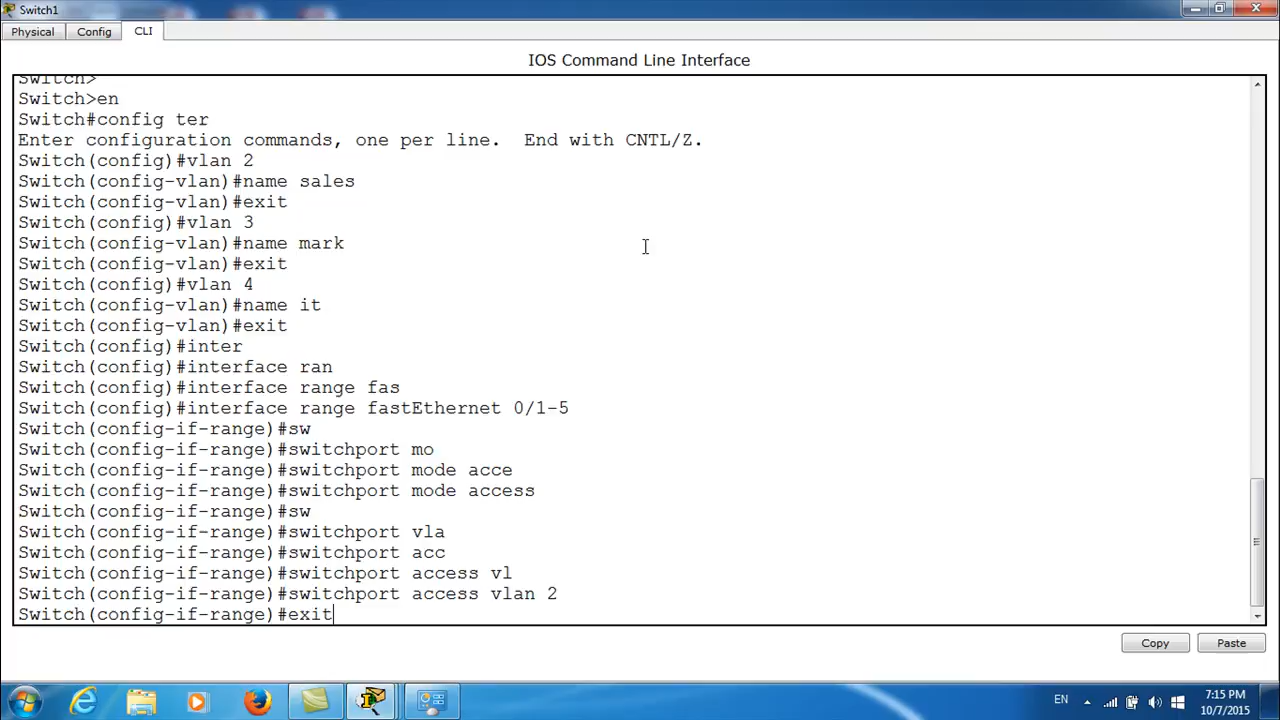 Switch1
Physical Config CLI
IOS Command Line Interface
Switch>
Switch>en
Switch#config ter
Enter configuration commands, one per line.  End with CNTL/Z.
Switch(config)#vlan 2
Switch(config-vlan)#name sales
Switch(config-vlan)#exit
Switch(config)#vlan 3
Switch(config-vlan)#name mark
Switch(config-vlan)#exit
Switch(config)#vlan 4
Switch(config-vlan)#name it
Switch(config-vlan)#exit
Switch(config)#inter
Switch(config)#interface ran
Switch(config)#interface range fas
Switch(config)#interface range fastEthernet 0/1-5
Switch(config-if-range)#sw
Switch(config-if-range)#switchport mo
Switch(config-if-range)#switchport mode acce
Switch(config-if-range)#switchport mode access
Switch(config-if-range)#sw
Switch(config-if-range)#switchport vla
Switch(config-if-range)#switchport acc
Switch(config-if-range)#switchport access vl
Switch(config-if-range)#switchport access vlan 2
Switch(config-if-range)#exit
Copy Paste
EN
7:15 PM
10/7/2015